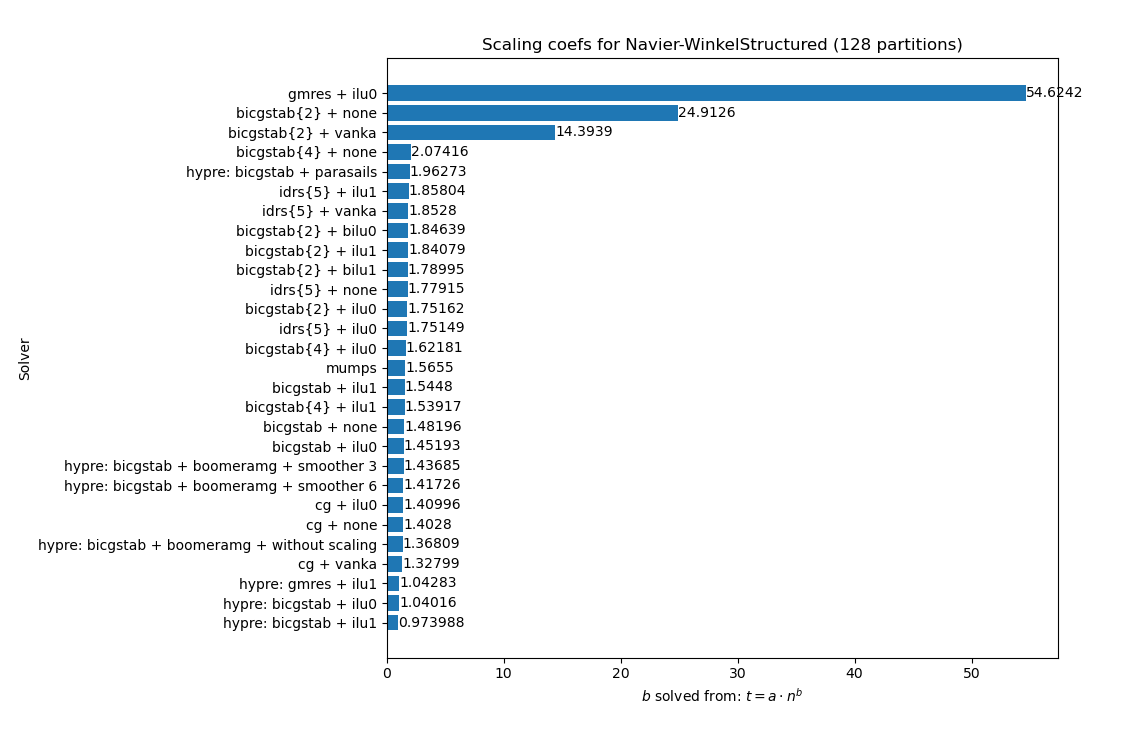 Scaling coefs for Navier-WinkelStructured (128 partitions)
gmres + ilu0 54.6242
bicgstab{2} + none 24.9126
bicgstab{2} + vanka 14.3939
bicgstab{4} + none 2.07416
hypre: bicgstab + parasails 1.96273
idrs{5} + ilu1 1.85804
idrs{5} + vanka 1.8528
bicgstab{2} + bilu0 1.84639
bicgstab{2} + ilu1 1.84079
bicgstab{2} + bilu1 1.78995
idrs{5} + none 1.77915
bicgstab{2} + ilu0 1.75162
idrs{5} + ilu0 1.75149
bicgstab{4} + ilu0 1.62181
mumps 1.5655
bicgstab + ilu1 1.5448
bicgstab{4} + ilu1 1.53917
bicgstab + none 1.48196
bicgstab + ilu0 1.45193
hypre: bicgstab + boomeramg + smoother 3 1.43685
hypre: bicgstab + boomeramg + smoother 6 1.41726
cg + ilu0 1.40996
cg + none 1.4028
hypre: bicgstab + boomeramg + without scaling 1.36809
cg + vanka 1.32799
hypre: gmres + ilu1 1.04283
hypre: bicgstab + ilu0 1.04016
hypre: bicgstab + ilu1 0.973988
Solver
0 10 20 30 40 50
b solved from: t = a · n^b